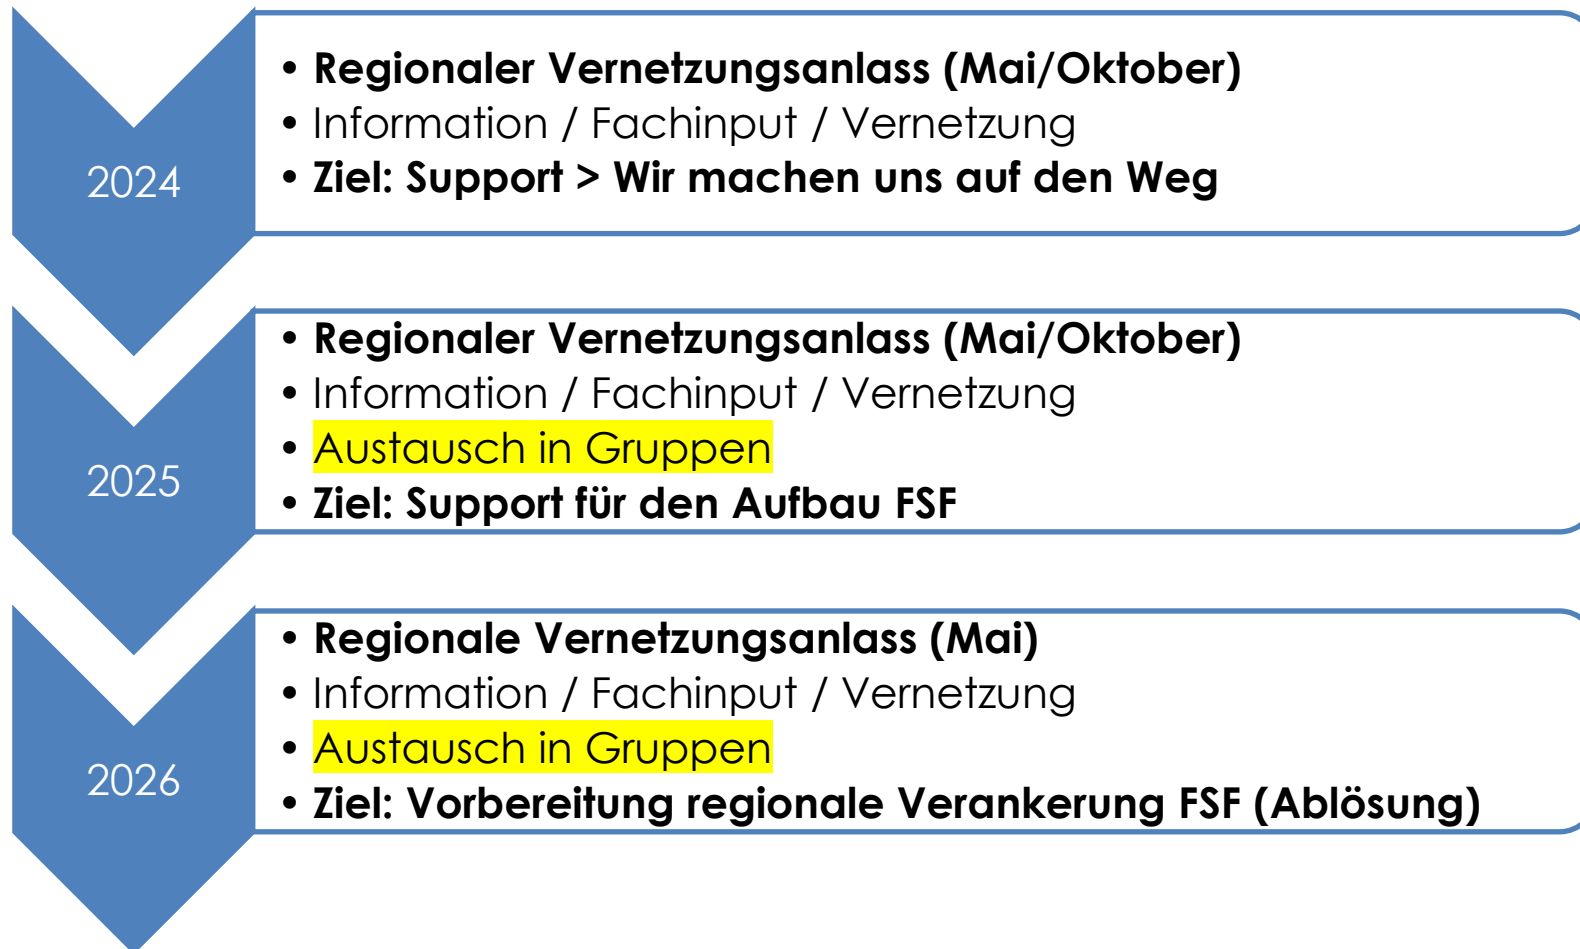 2024
• Regionaler Vernetzungsanlass (Mai/Oktober)
• Information / Fachinput / Vernetzung
• Ziel: Support > Wir machen uns auf den Weg
2025
• Regionaler Vernetzungsanlass (Mai/Oktober)
• Information / Fachinput / Vernetzung
• Austausch in Gruppen
• Ziel: Support für den Aufbau FSF
2026
• Regionale Vernetzungsanlass (Mai)
• Information / Fachinput / Vernetzung
• Austausch in Gruppen
• Ziel: Vorbereitung regionale Verankerung FSF (Ablösung)